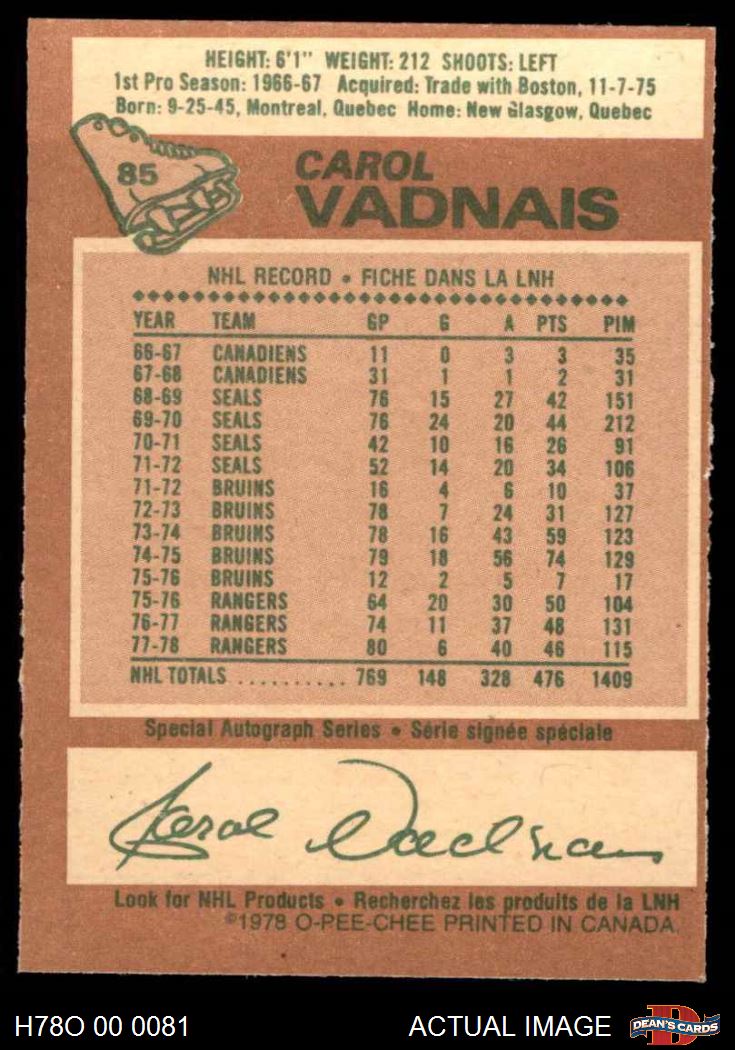 HEIGHT: 6'1" WEIGHT: 212 SHOOTS: LEFT
1st Pro Season: 1966-67 Acquired: Trade with Boston, 11-7-75
Born: 9-25-45, Montreal, Quebec Home: New Glasgow, Quebec
85
CAROL
VADNAIS
NHL RECORD • FICHE DANS LA LNH
YEAR TEAM GP G A PTS PIM
66-67 CANADIENS 11 0 3 3 35
67-68 CANADIENS 31 1 1 2 31
68-69 SEALS 76 15 27 42 151
69-70 SEALS 76 24 20 44 212
70-71 SEALS 42 10 16 26 91
71-72 SEALS 52 14 20 34 106
71-72 BRUINS 16 4 6 10 37
72-73 BRUINS 78 7 24 31 127
73-74 BRUINS 78 16 43 59 123
74-75 BRUINS 79 18 56 74 129
75-76 BRUINS 12 2 5 7 17
75-76 RANGERS 64 20 30 50 104
76-77 RANGERS 74 11 37 48 131
77-78 RANGERS 80 6 40 46 115
NHL TOTALS .......... 769 148 328 476 1409
Special Autograph Series • Série signée spéciale
Carol Vadnais
Look for NHL Products • Recherchez les produits de la LNH
©1978 O-PEE-CHEE PRINTED IN CANADA.
H78O 00 0081 ACTUAL IMAGE D DEAN'S CARDS